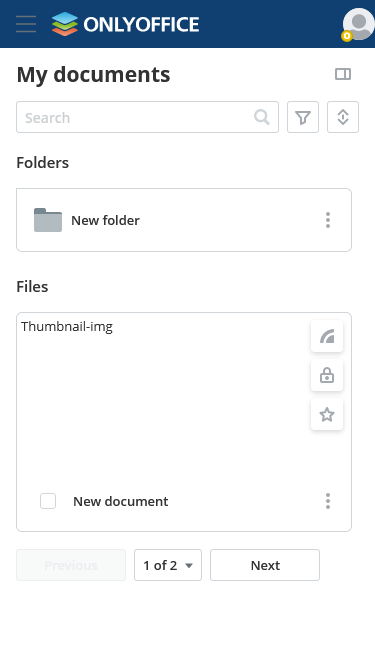 ONLYOFFICE
My documents
Search
Folders
New folder
Files
Thumbnail-img
New document
Previous
1 of 2
Next